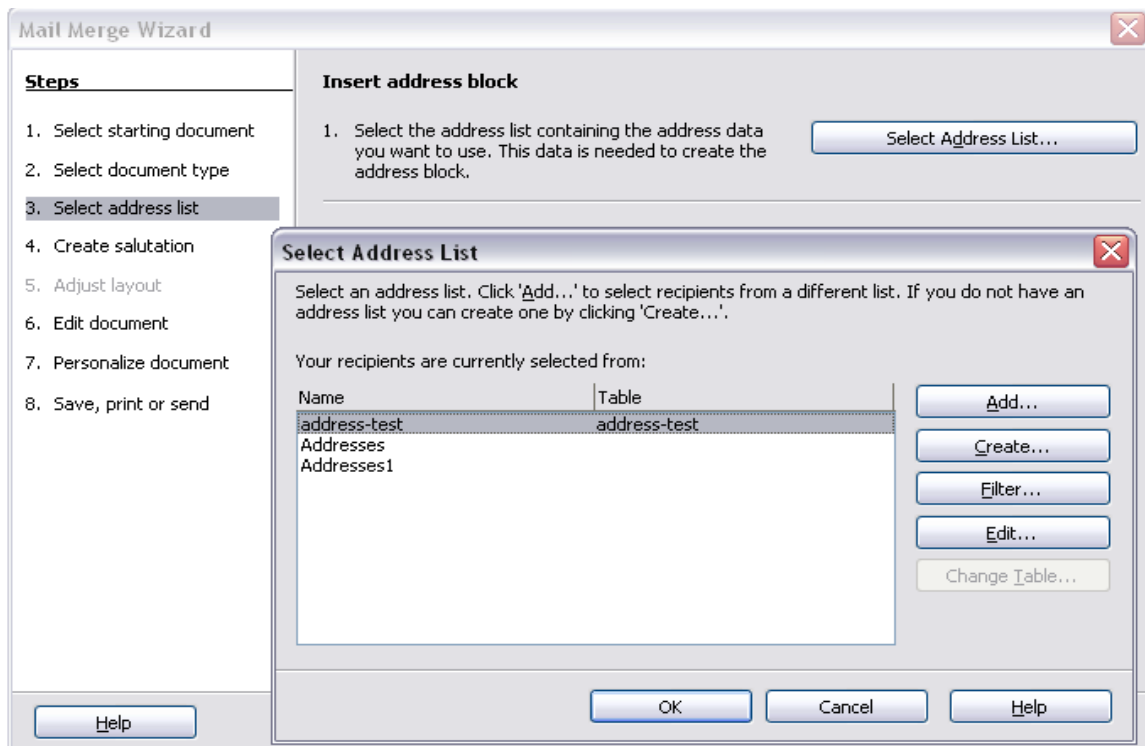 Mail Merge Wizard
Steps
1. Select starting document
2. Select document type
3. Select address list
4. Create salutation
5. Adjust layout
6. Edit document
7. Personalize document
8. Save, print or send
Help
Insert address block
1. Select the address list containing the address data
you want to use. This data is needed to create the
address block.
Select Address List...
Select Address List
Select an address list. Click 'Add...' to select recipients from a different list. If you do not have an
address list you can create one by clicking 'Create...'.
Your recipients are currently selected from:
Name Table
address-test address-test
Addresses
Addresses1
Add...
Create...
Filter...
Edit...
Change Table...
OK Cancel Help